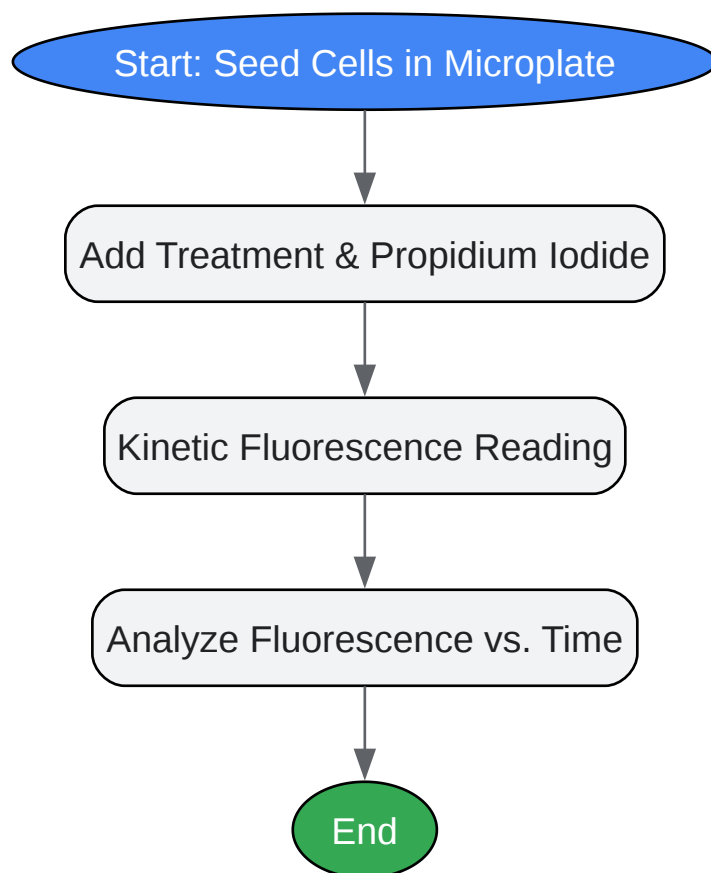 Start: Seed Cells in Microplate
Add Treatment & Propidium Iodide
Kinetic Fluorescence Reading
Analyze Fluorescence vs. Time
End